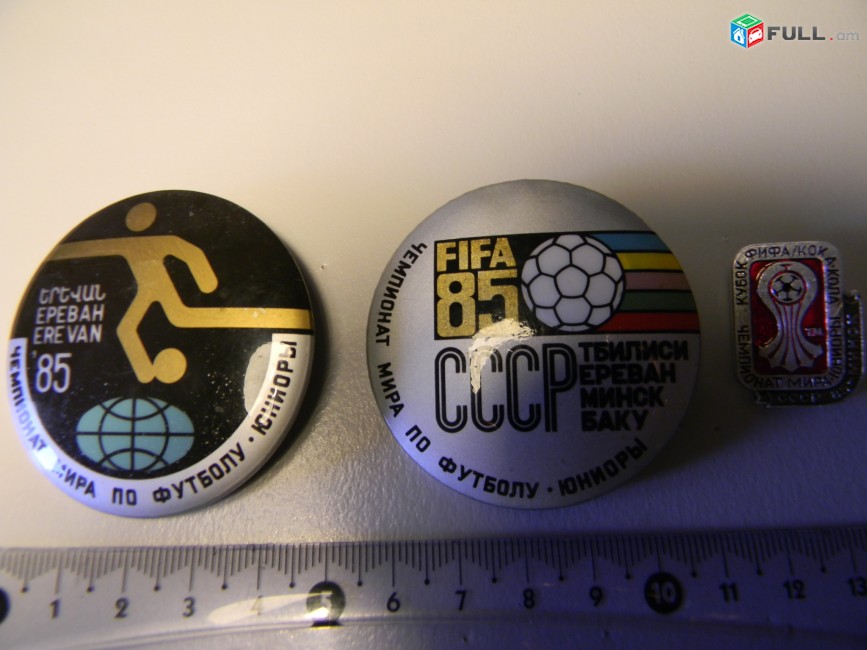 FULL.am
ԵՐԵՎԱՆ
ЕРЕВАН
EREVAN
'85
ЧЕМПИОНАТ МИРА ПО ФУТБОЛУ · ЮНИОРЫ
FIFA
85
СССР
ТБИЛИСИ
ЕРЕВАН
МИНСК
БАКУ
ЧЕМПИОНАТ МИРА ПО ФУТБОЛУ · ЮНИОРЫ
КУБОК ФИФА/КОКА-КОЛА
ЧЕМПИОНАТ МИРА
СССР
1 2 3 4 5 6 7 8 9 10 11 12 13